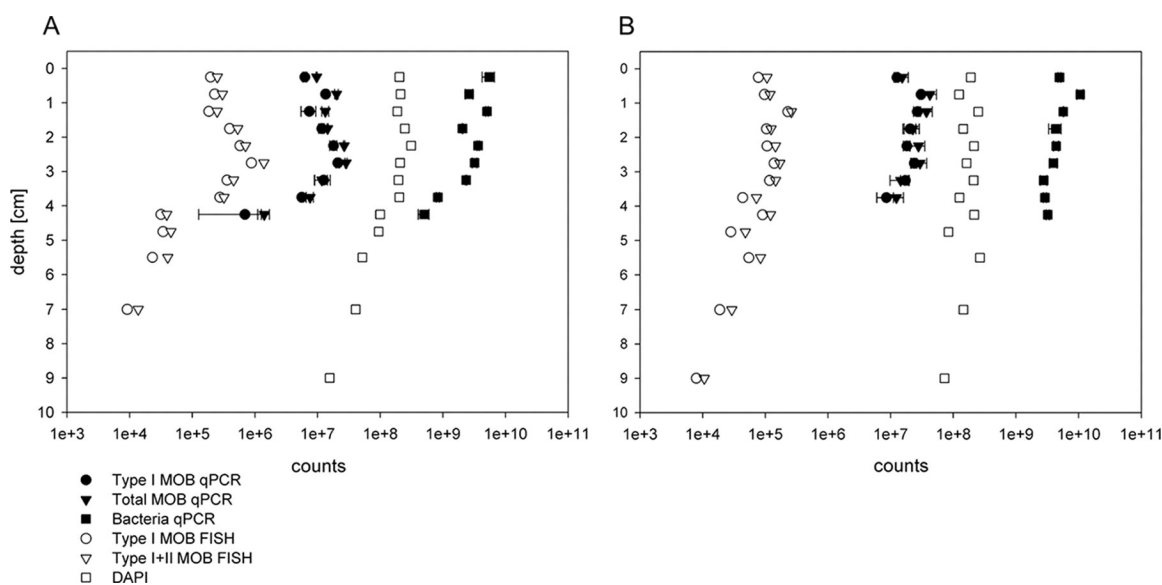 A
B
0
1
2
3
4
5
6
7
8
9
10
depth [cm]
1e+3 1e+4 1e+5 1e+6 1e+7 1e+8 1e+9 1e+10 1e+11
counts
0
1
2
3
4
5
6
7
8
9
10
1e+3 1e+4 1e+5 1e+6 1e+7 1e+8 1e+9 1e+10 1e+11
counts
Type I MOB qPCR
Total MOB qPCR
Bacteria qPCR
Type I MOB FISH
Type I+II MOB FISH
DAPI